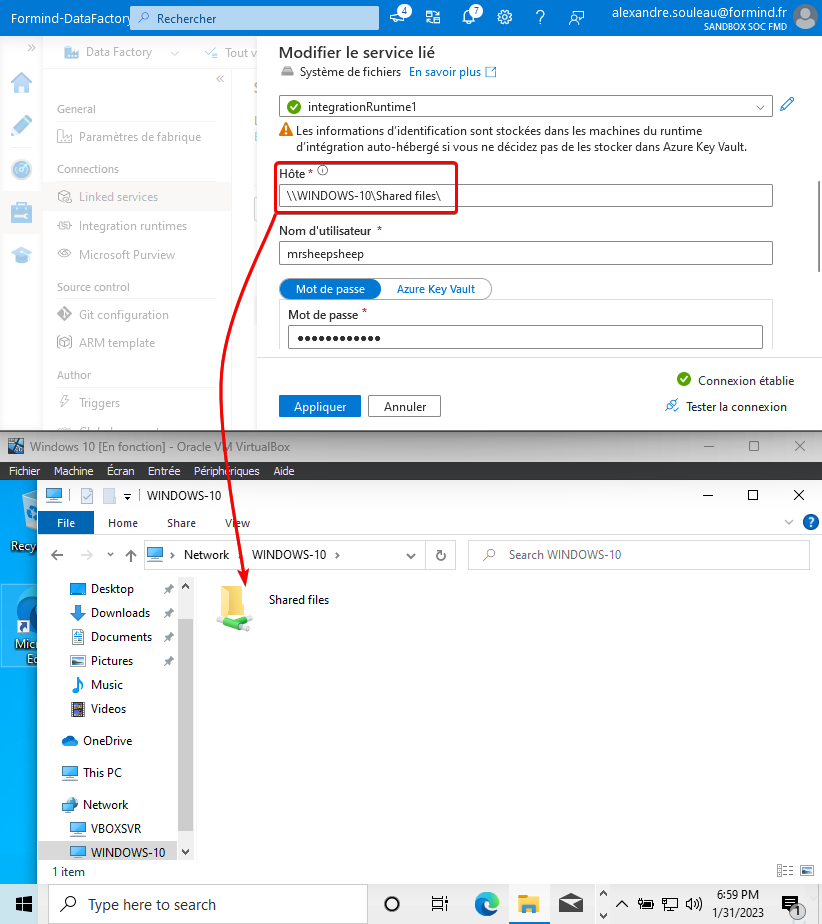 Formind-DataFactory
Rechercher
4
7
alexandre.souleau@formind.fr
SANDBOX SOC FMD
Data Factory
Tout v
General
Paramètres de fabrique
Connections
Linked services
Integration runtimes
Microsoft Purview
Source control
Git configuration
ARM template
Author
Triggers
Modifier le service lié
Système de fichiers En savoir plus
integrationRuntime1
Les informations d'identification sont stockées dans les machines du runtime
d'intégration auto-hébergé si vous ne décidez pas de les stocker dans Azure Key Vault.
Hôte *
\\WINDOWS-10\Shared files\
Nom d'utilisateur *
mrsheepsheep
Mot de passe Azure Key Vault
Mot de passe *
••••••••••••
Connexion établie
Appliquer Annuler Tester la connexion
Windows 10 [En fonction] - Oracle VM VirtualBox
Fichier Machine Écran Entrée Périphériques Aide
WINDOWS-10
File Home Share View
Network WINDOWS-10
Search WINDOWS-10
Recy
Mic
Ed
Desktop
Downloads
Documents
Pictures
Music
Videos
OneDrive
This PC
Network
VBOXSVR
WINDOWS-10
Shared files
1 item
Type here to search
6:59 PM
1/31/2023
1